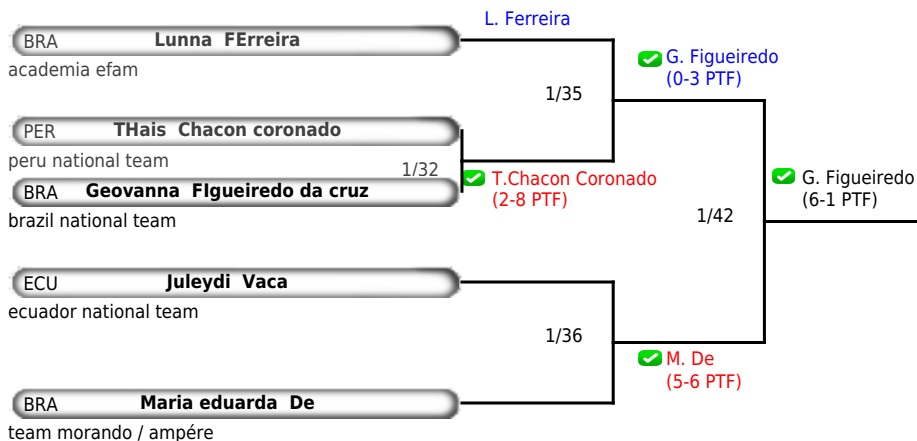 L. Ferreira
BRA Lunna FErreira
academia efam
G. Figueiredo
(0-3 PTF)
1/35
PER THais Chacon coronado
peru national team
1/32
T.Chacon Coronado
(2-8 PTF)
BRA Geovanna FIgueiredo da cruz
brazil national team
G. Figueiredo
(6-1 PTF)
1/42
ECU Juleydi Vaca
ecuador national team
1/36
M. De
(5-6 PTF)
BRA Maria eduarda De
team morando / ampére